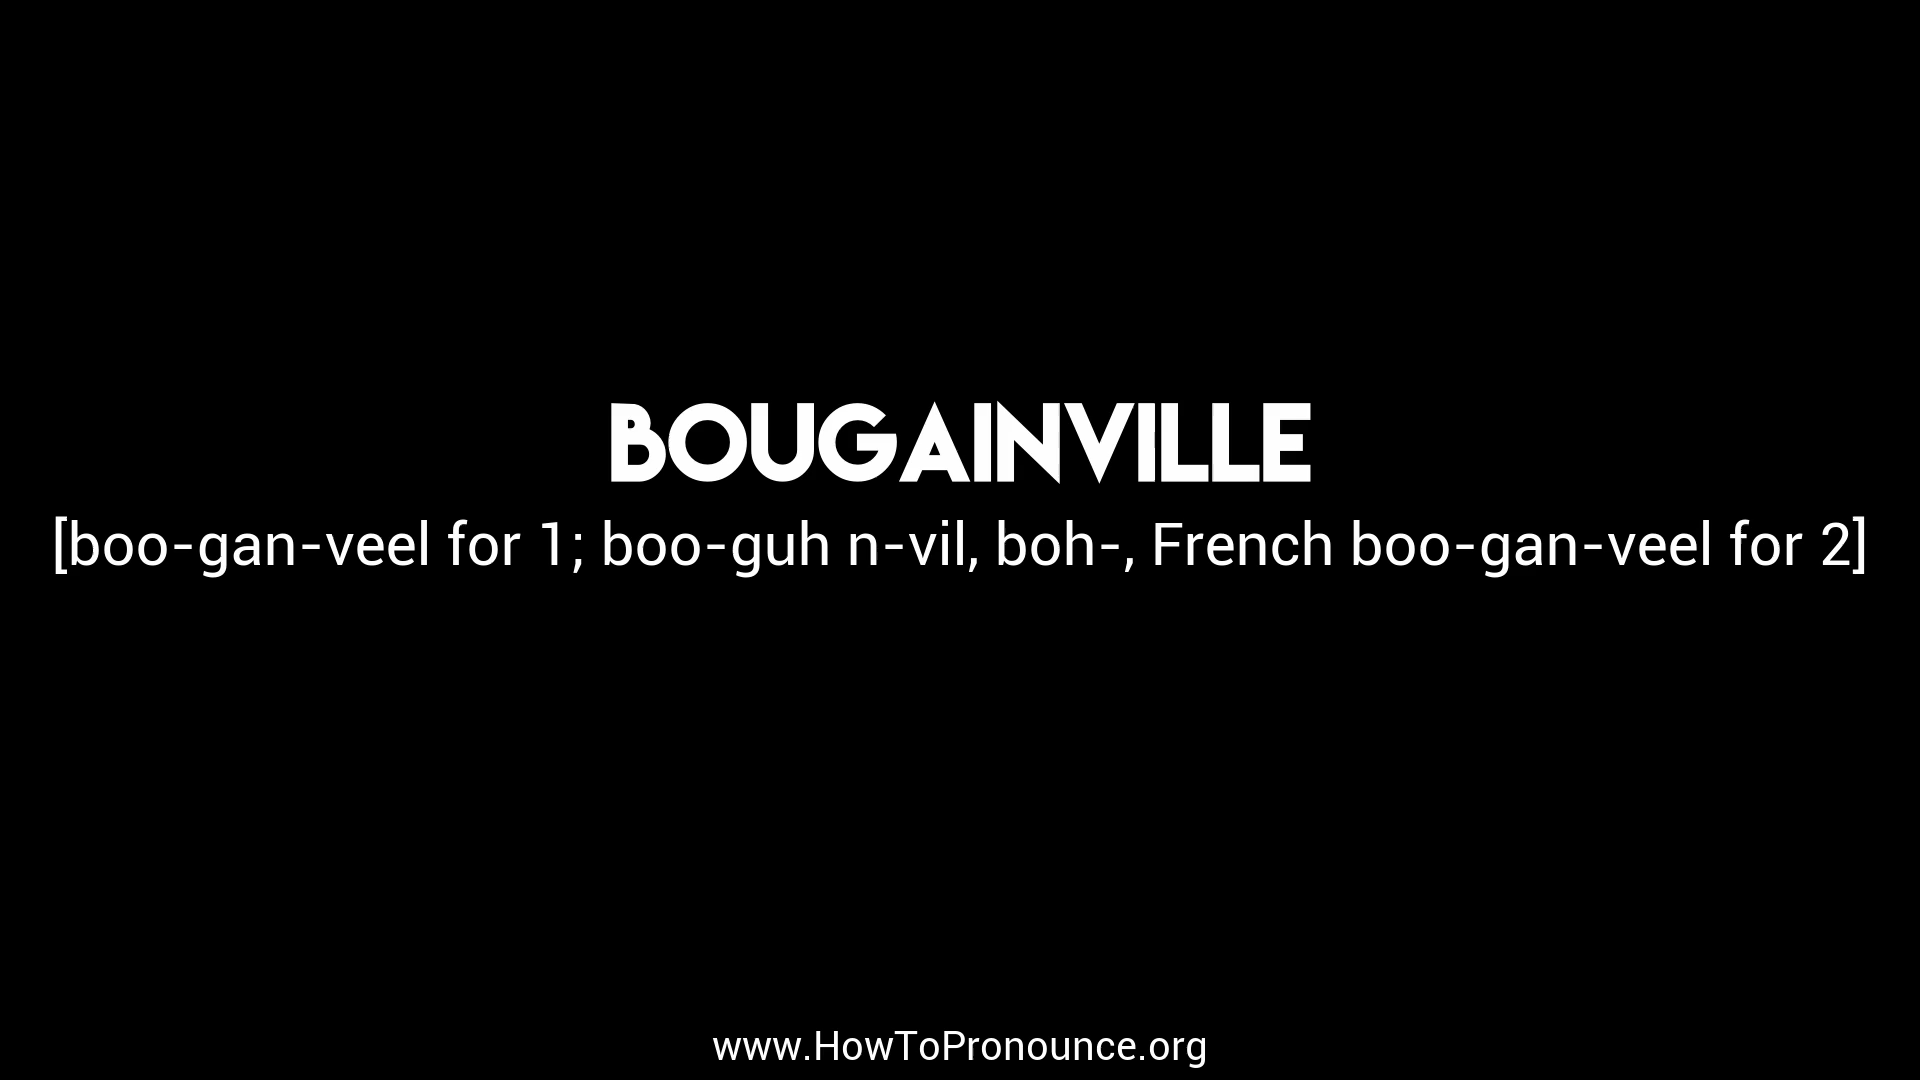 BOUGAINVILLE
[boo-gan-veel for 1; boo-guh n-vil, boh-, French boo-gan-veel for 2]
www.HowToPronounce.org